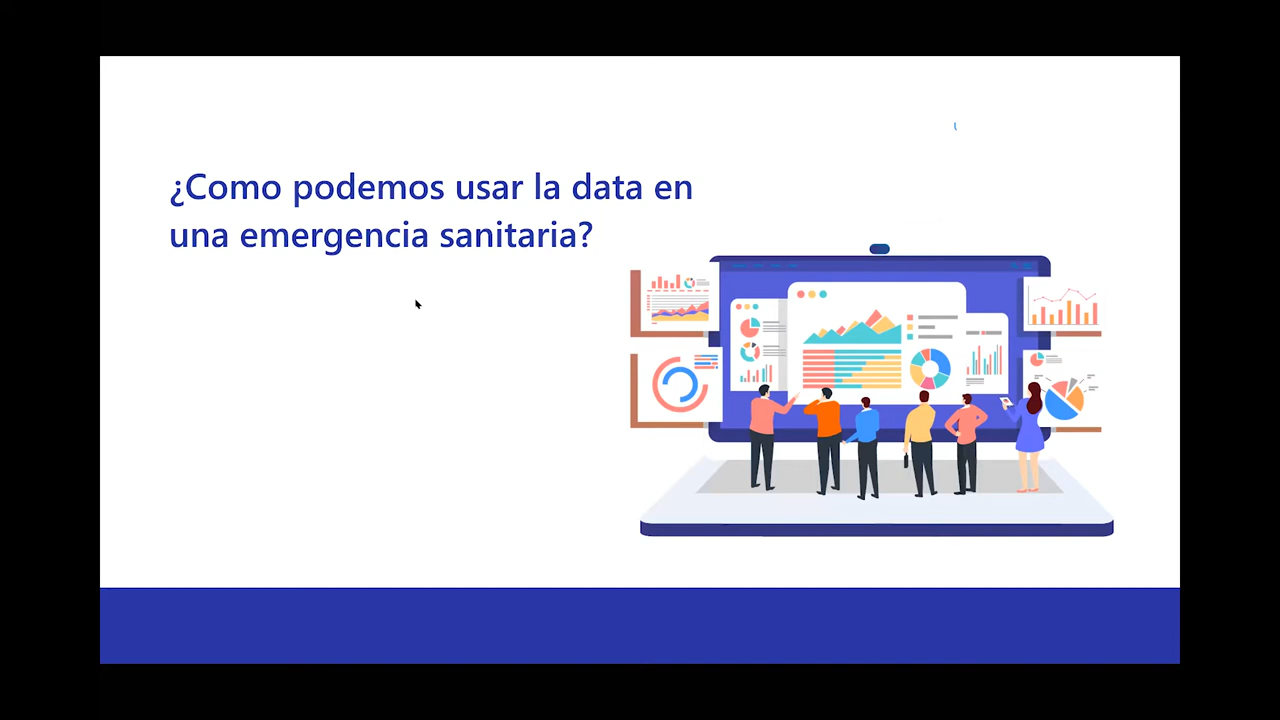 ¿Como podemos usar la data en
una emergencia sanitaria?